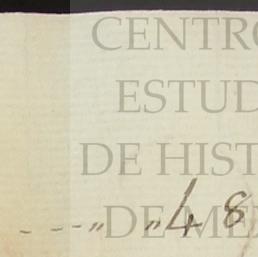 CENTRO
ESTUD
DE HIST
DE ME
- - - „ „ 48